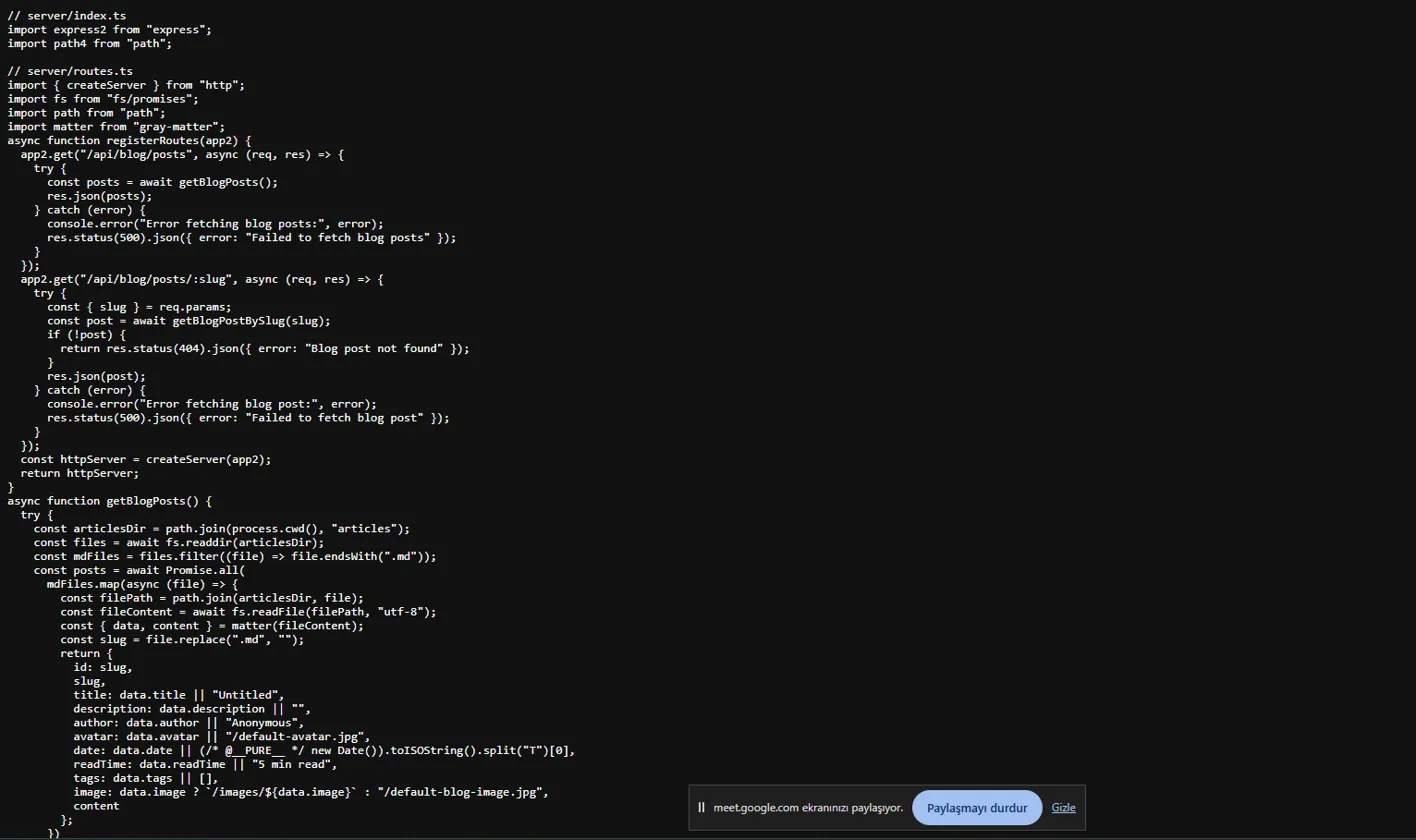 // server/index.ts
import express2 from "express";
import path4 from "path";

// server/routes.ts
import { createServer } from "http";
import fs from "fs/promises";
import path from "path";
import matter from "gray-matter";
async function registerRoutes(app2) {
  app2.get("/api/blog/posts", async (req, res) => {
    try {
      const posts = await getBlogPosts();
      res.json(posts);
    } catch (error) {
      console.error("Error fetching blog posts:", error);
      res.status(500).json({ error: "Failed to fetch blog posts" });
    }
  });
  app2.get("/api/blog/posts/:slug", async (req, res) => {
    try {
      const { slug } = req.params;
      const post = await getBlogPostBySlug(slug);
      if (!post) {
        return res.status(404).json({ error: "Blog post not found" });
      }
      res.json(post);
    } catch (error) {
      console.error("Error fetching blog post:", error);
      res.status(500).json({ error: "Failed to fetch blog post" });
    }
  });
  const httpServer = createServer(app2);
  return httpServer;
}
async function getBlogPosts() {
  try {
    const articlesDir = path.join(process.cwd(), "articles");
    const files = await fs.readdir(articlesDir);
    const mdFiles = files.filter((file) => file.endsWith(".md"));
    const posts = await Promise.all(
      mdFiles.map(async (file) => {
        const filePath = path.join(articlesDir, file);
        const fileContent = await fs.readFile(filePath, "utf-8");
        const { data, content } = matter(fileContent);
        const slug = file.replace(".md", "");
        return {
          id: slug,
          slug,
          title: data.title || "Untitled",
          description: data.description || "",
          author: data.author || "Anonymous",
          avatar: data.avatar || "/default-avatar.jpg",
          date: data.date || (/* @__PURE__ */ new Date()).toISOString().split("T")[0],
          readTime: data.readTime || "5 min read",
          tags: data.tags || [],
          image: data.image ? `/images/${data.image}` : "/default-blog-image.jpg",
          content
        };
      })
meet.google.com ekranınızı paylaşıyor.
Paylaşmayı durdur
Gizle